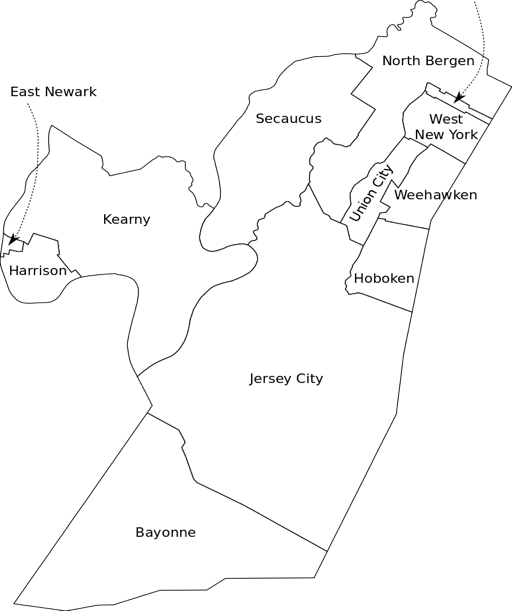 North Bergen
East Newark
Secaucus
West
New York
Union City
Weehawken
Kearny
Harrison
Hoboken
Jersey City
Bayonne